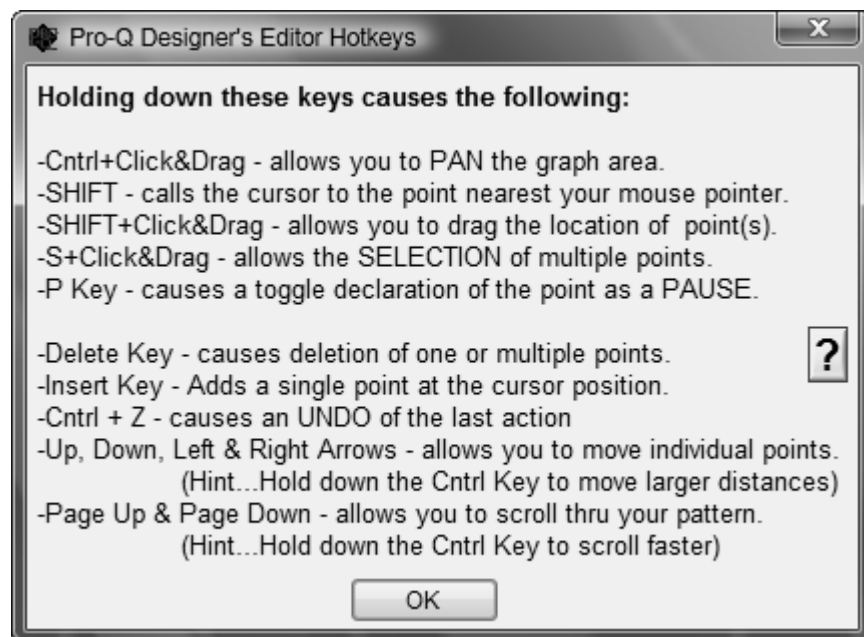 Pro-Q Designer's Editor Hotkeys
X
Holding down these keys causes the following:
-Cntrl+Click&Drag - allows you to PAN the graph area.
-SHIFT - calls the cursor to the point nearest your mouse pointer.
-SHIFT+Click&Drag - allows you to drag the location of  point(s).
-S+Click&Drag - allows the SELECTION of multiple points.
-P Key - causes a toggle declaration of the point as a PAUSE.
-Delete Key - causes deletion of one or multiple points.
?
-Insert Key - Adds a single point at the cursor position.
-Cntrl + Z - causes an UNDO of the last action
-Up, Down, Left & Right Arrows - allows you to move individual points.
(Hint...Hold down the Cntrl Key to move larger distances)
-Page Up & Page Down - allows you to scroll thru your pattern.
(Hint...Hold down the Cntrl Key to scroll faster)
OK